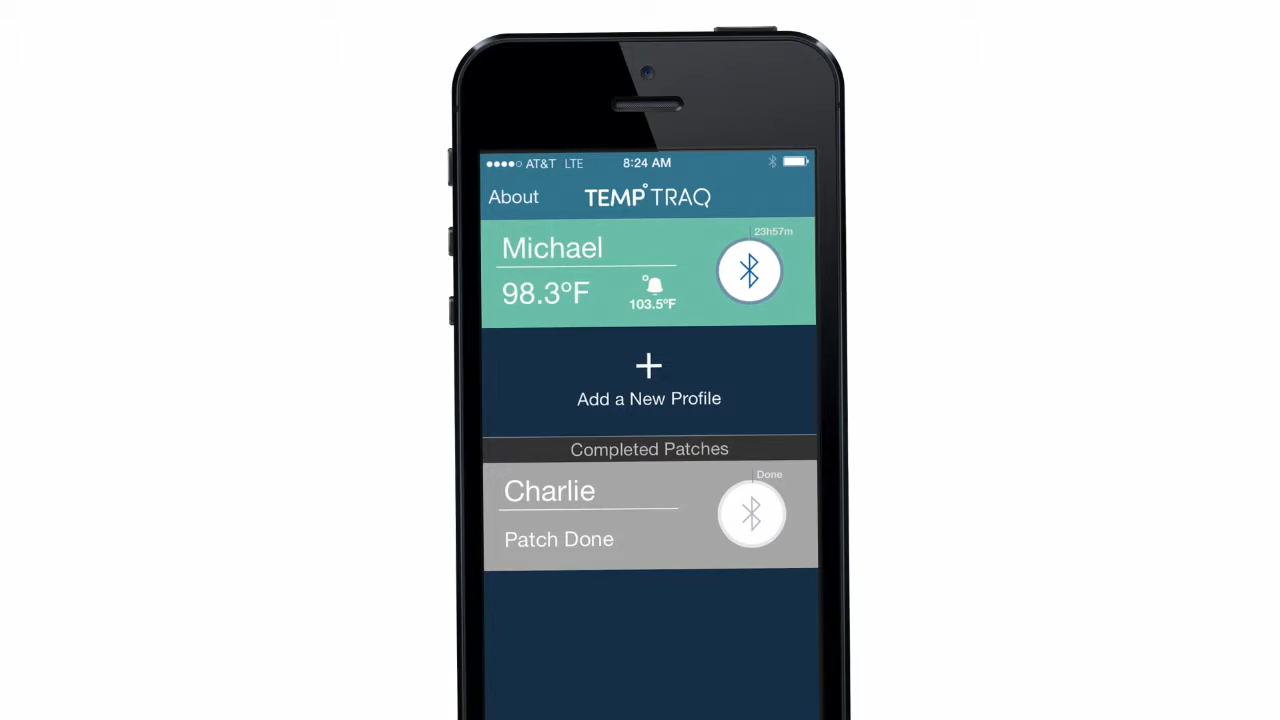 AT&T LTE 8:24 AM
About TEMP°TRAQ
23h57m
Michael
98.3°F
103.5°F
+
Add a New Profile
Completed Patches
Done
Charlie
Patch Done